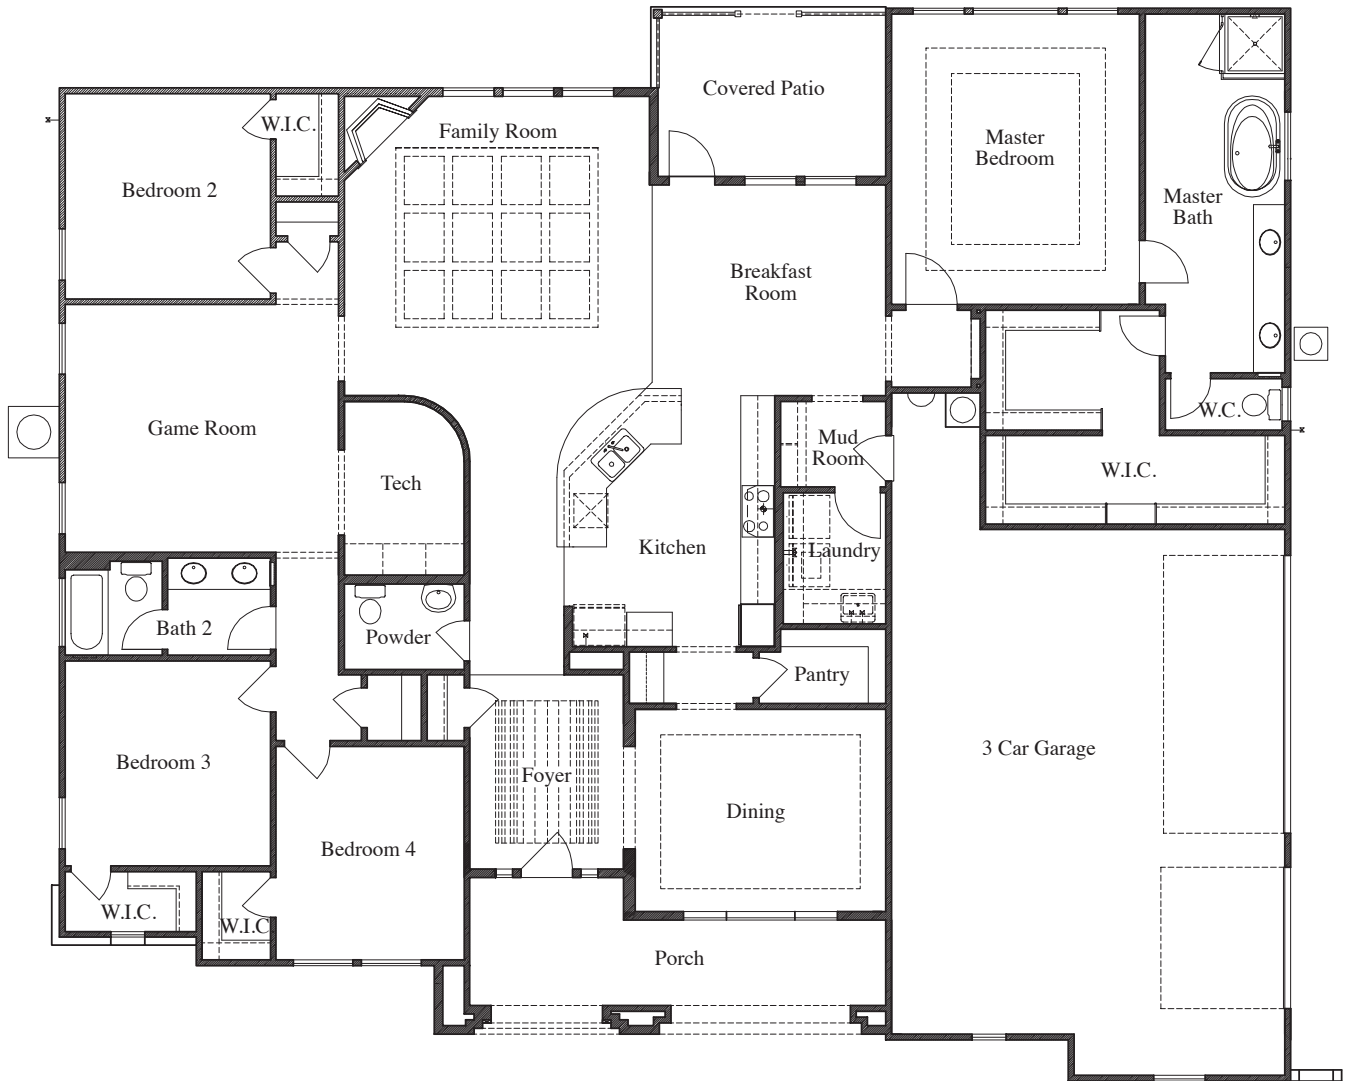 Covered Patio
W.I.C.
Family Room
Master
Bedroom
Bedroom 2
Master
Bath
Breakfast
Room
W.C.
Game Room
Mud
Room
W.I.C.
Tech
Kitchen
Laundry
Bath 2
Powder
Pantry
Bedroom 3
Foyer
3 Car Garage
Dining
Bedroom 4
W.I.C.
W.I.C
Porch